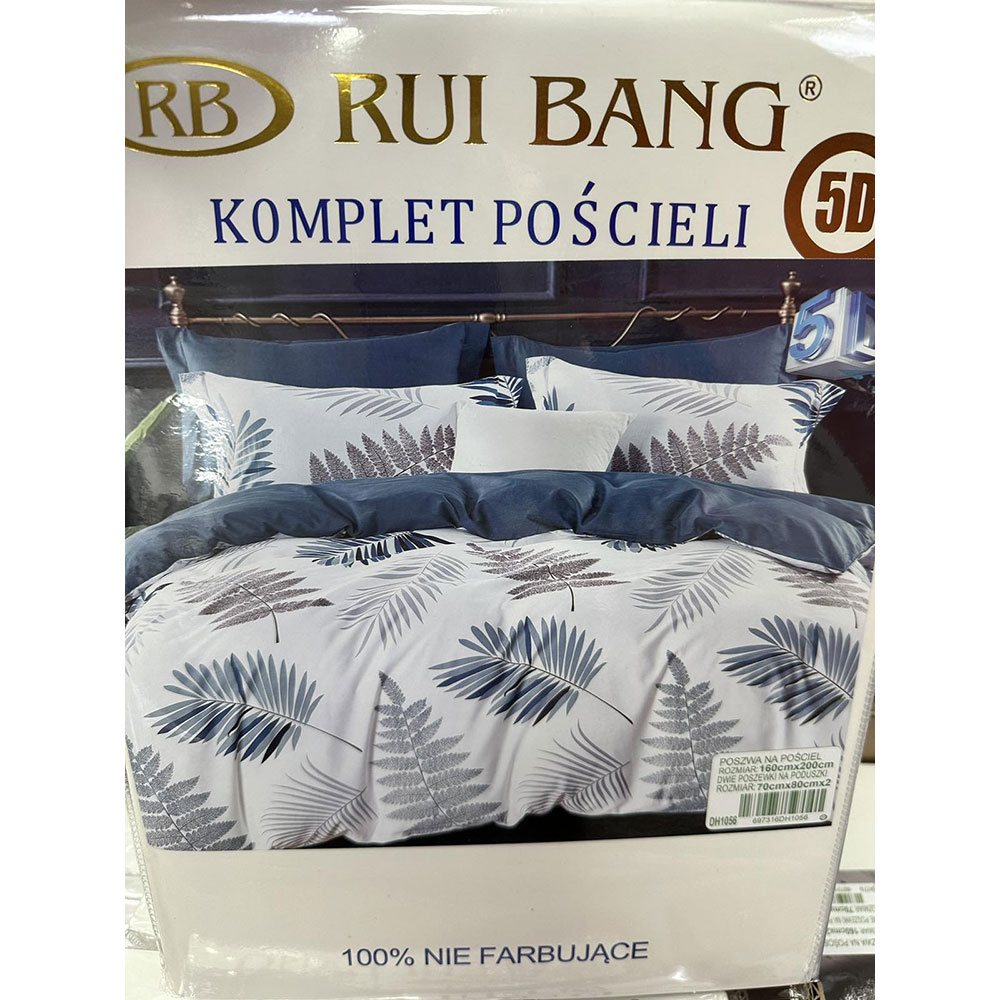 RB RUI BANG®
5D
KOMPLET POŚCIELI
5D
POSZWA NA POŚCIEL
ROZMIAR:160cmx200cm
DWIE POSZEWKI NA PODUSZKI
ROZMIAR:70cmx80cmx2
DH1056
697316DH1056
100% NIE FARBUJĄCE